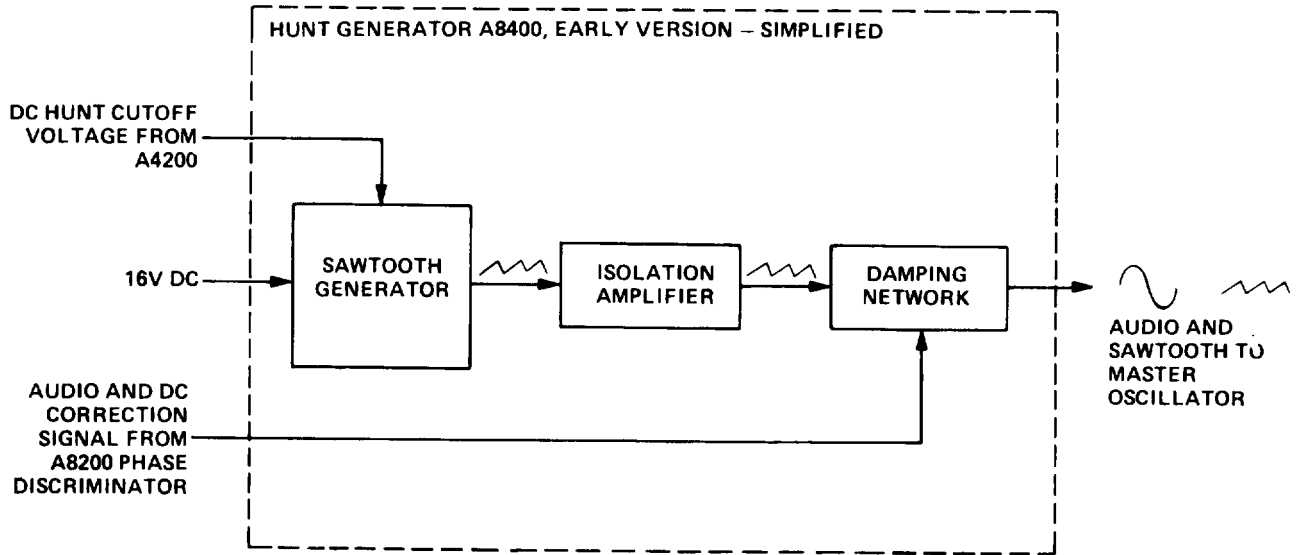 HUNT GENERATOR A8400, EARLY VERSION – SIMPLIFIED
DC HUNT CUTOFF
VOLTAGE FROM
A4200
16V DC
SAWTOOTH
GENERATOR
ISOLATION
AMPLIFIER
DAMPING
NETWORK
AUDIO AND
SAWTOOTH TO
MASTER
OSCILLATOR
AUDIO AND DC
CORRECTION
SIGNAL FROM
A8200 PHASE
DISCRIMINATOR